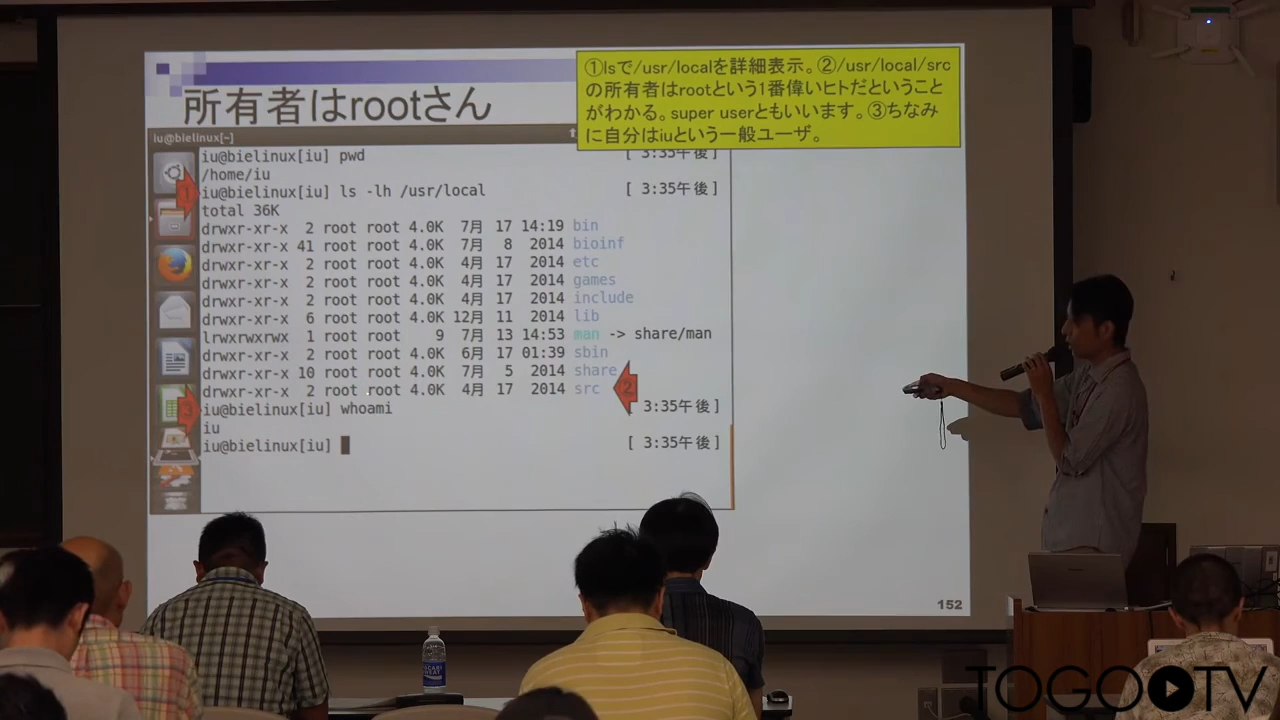 所有者はrootさん
①lsで/usr/localを詳細表示。②/usr/local/src
の所有者はrootという1番偉いヒトだということ
がわかる。super userともいいます。③ちなみ
に自分はiuという一般ユーザ。
iu@bielinux[~]
iu@bielinux[iu] pwd [ 3:35午後]
/home/iu
iu@bielinux[iu] ls -lh /usr/local [ 3:35午後]
total 36K
drwxr-xr-x 2 root root 4.0K 7月 17 14:19 bin
drwxr-xr-x 41 root root 4.0K 7月 8 2014 bioinf
drwxr-xr-x 2 root root 4.0K 4月 17 2014 etc
drwxr-xr-x 2 root root 4.0K 4月 17 2014 games
drwxr-xr-x 2 root root 4.0K 4月 17 2014 include
drwxr-xr-x 6 root root 4.0K 12月 11 2014 lib
lrwxrwxrwx 1 root root 9 7月 13 14:53 man -> share/man
drwxr-xr-x 2 root root 4.0K 6月 17 01:39 sbin
drwxr-xr-x 10 root root 4.0K 7月 5 2014 share
drwxr-xr-x 2 root root 4.0K 4月 17 2014 src
iu@bielinux[iu] whoami [ 3:35午後]
iu
iu@bielinux[iu] [ 3:35午後]
1
2
3
152
POCARI
SWEAT
TOGOTV